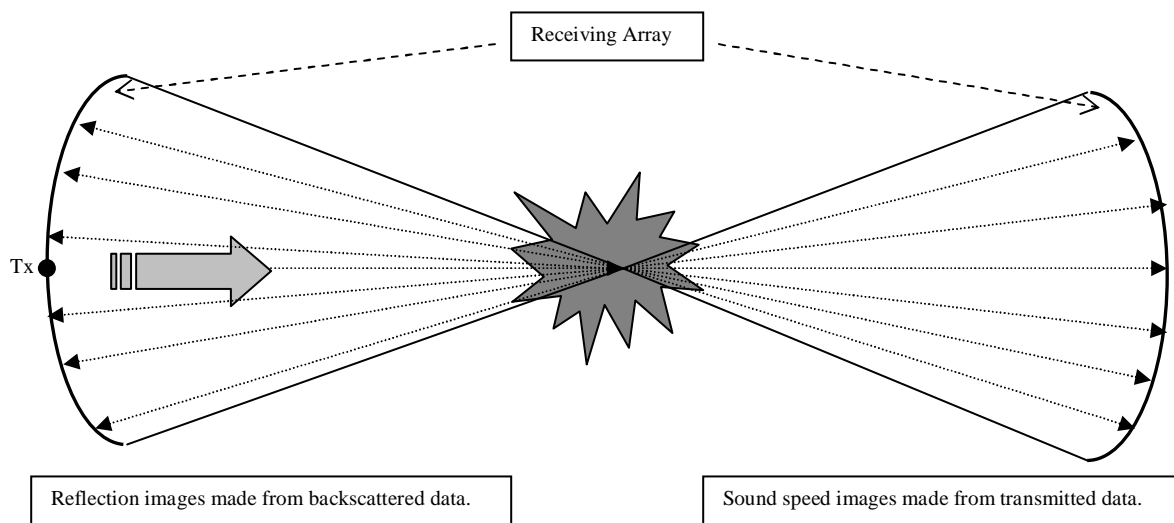 Receiving Array
Tx
Reflection images made from backscattered data.
Sound speed images made from transmitted data.